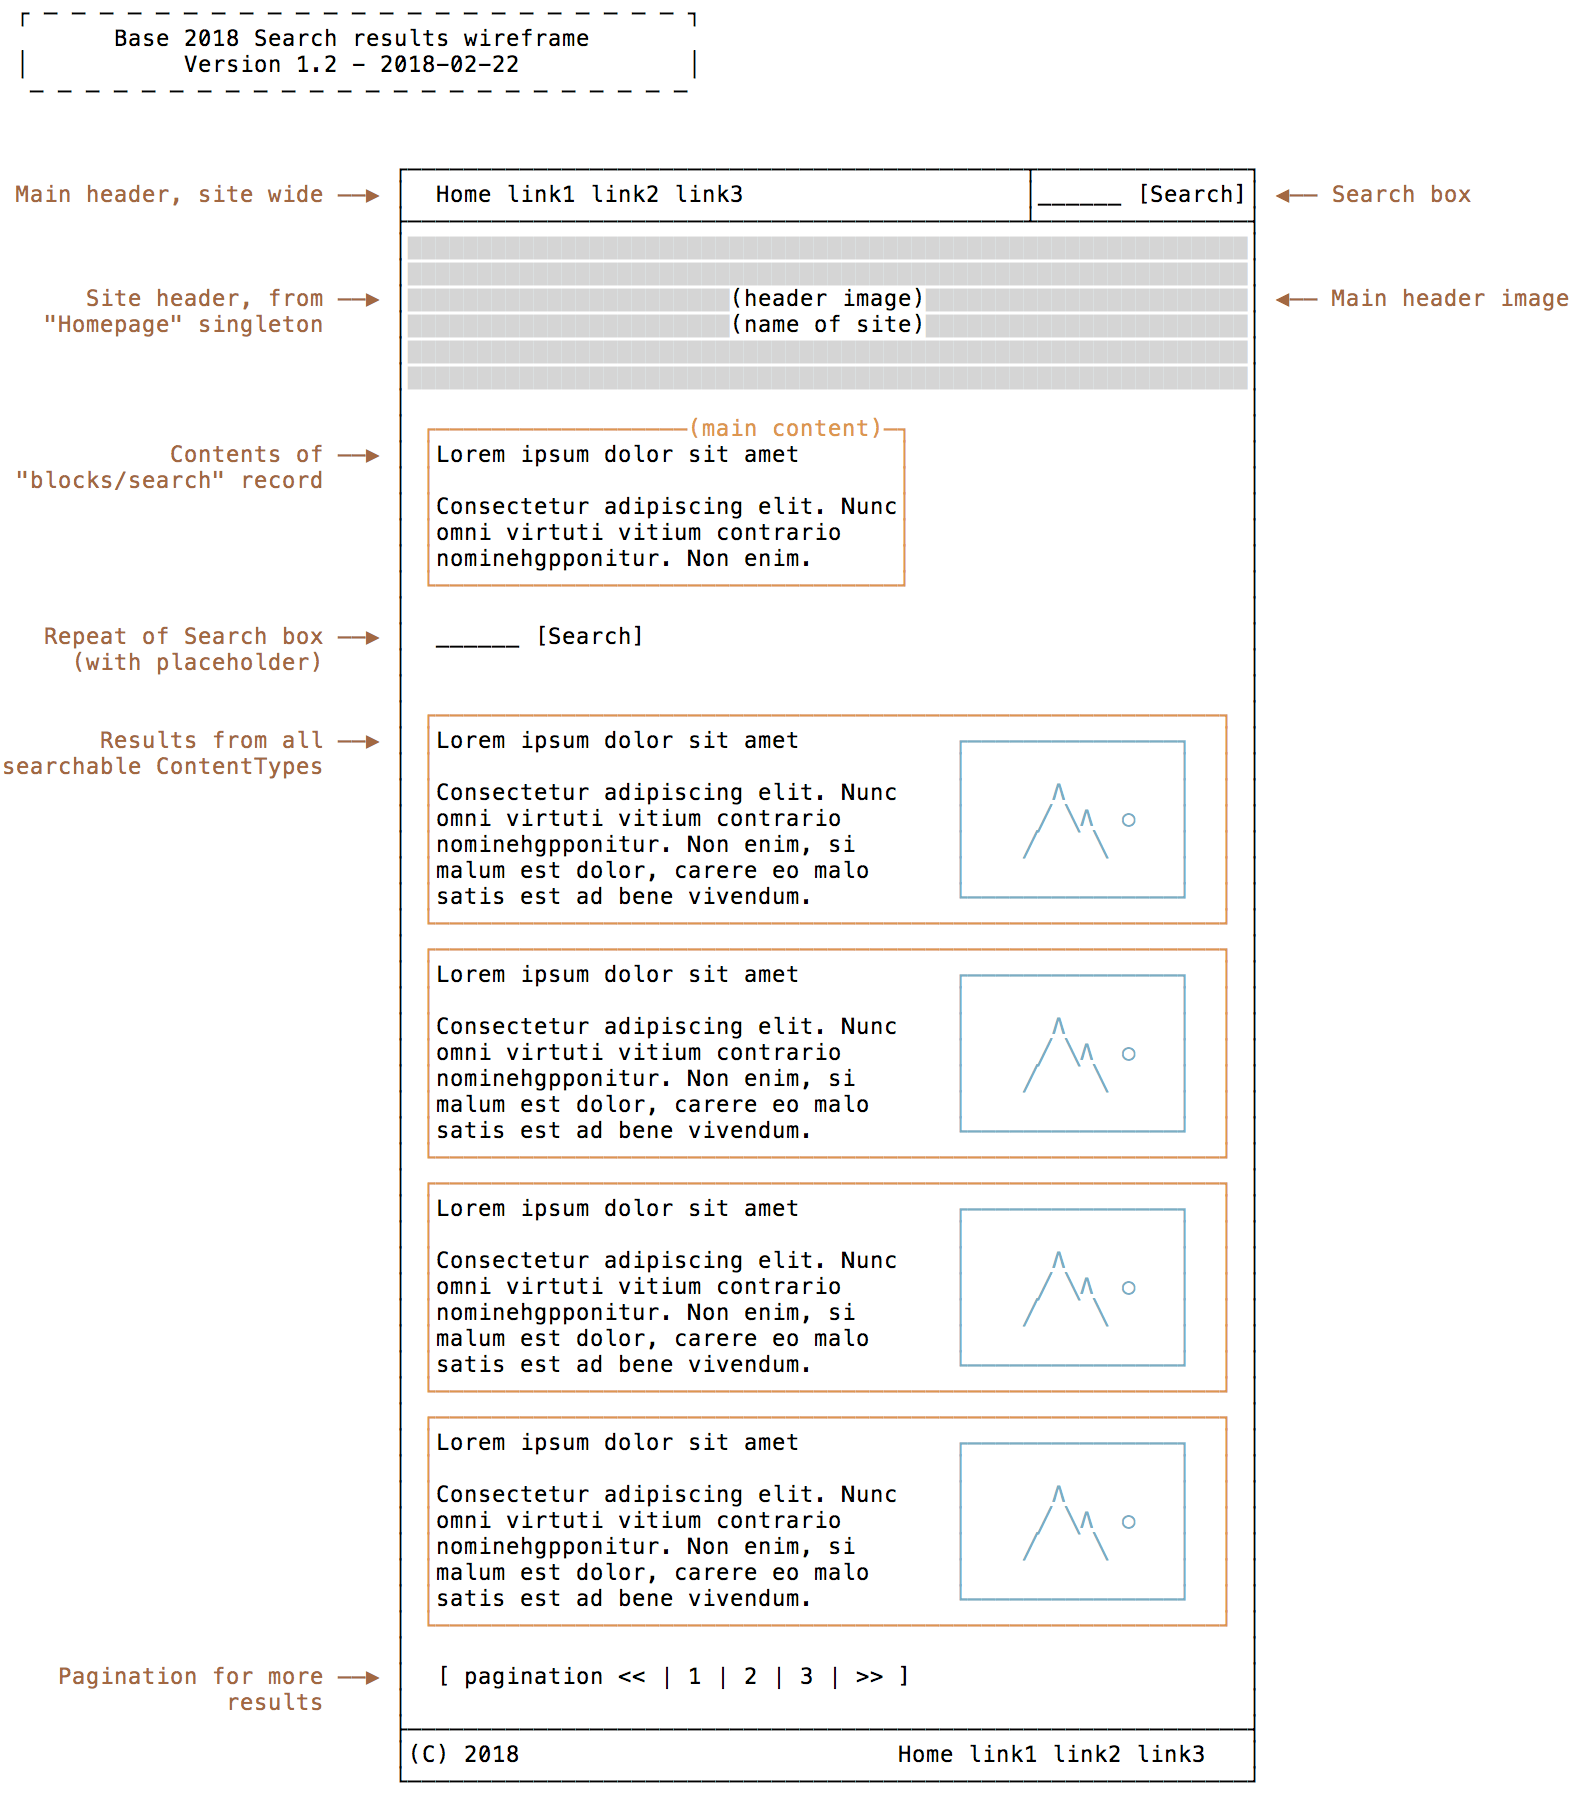 Base 2018 Search results wireframe
Version 1.2 - 2018-02-22
Main header, site wide
Home link1 link2 link3
______ [Search]
Search box
Site header, from
"Homepage" singleton
(header image)
(name of site)
Main header image
(main content)
Contents of
"blocks/search" record
Lorem ipsum dolor sit amet
Consectetur adipiscing elit. Nunc
omni virtuti vitium contrario
nominehgpponitur. Non enim.
Repeat of Search box
(with placeholder)
______ [Search]
Results from all
searchable ContentTypes
Lorem ipsum dolor sit amet
Consectetur adipiscing elit. Nunc
omni virtuti vitium contrario
nominehgpponitur. Non enim, si
malum est dolor, carere eo malo
satis est ad bene vivendum.
Lorem ipsum dolor sit amet
Consectetur adipiscing elit. Nunc
omni virtuti vitium contrario
nominehgpponitur. Non enim, si
malum est dolor, carere eo malo
satis est ad bene vivendum.
Lorem ipsum dolor sit amet
Consectetur adipiscing elit. Nunc
omni virtuti vitium contrario
nominehgpponitur. Non enim, si
malum est dolor, carere eo malo
satis est ad bene vivendum.
Lorem ipsum dolor sit amet
Consectetur adipiscing elit. Nunc
omni virtuti vitium contrario
nominehgpponitur. Non enim, si
malum est dolor, carere eo malo
satis est ad bene vivendum.
Pagination for more
results
[ pagination << | 1 | 2 | 3 | >> ]
(C) 2018
Home link1 link2 link3